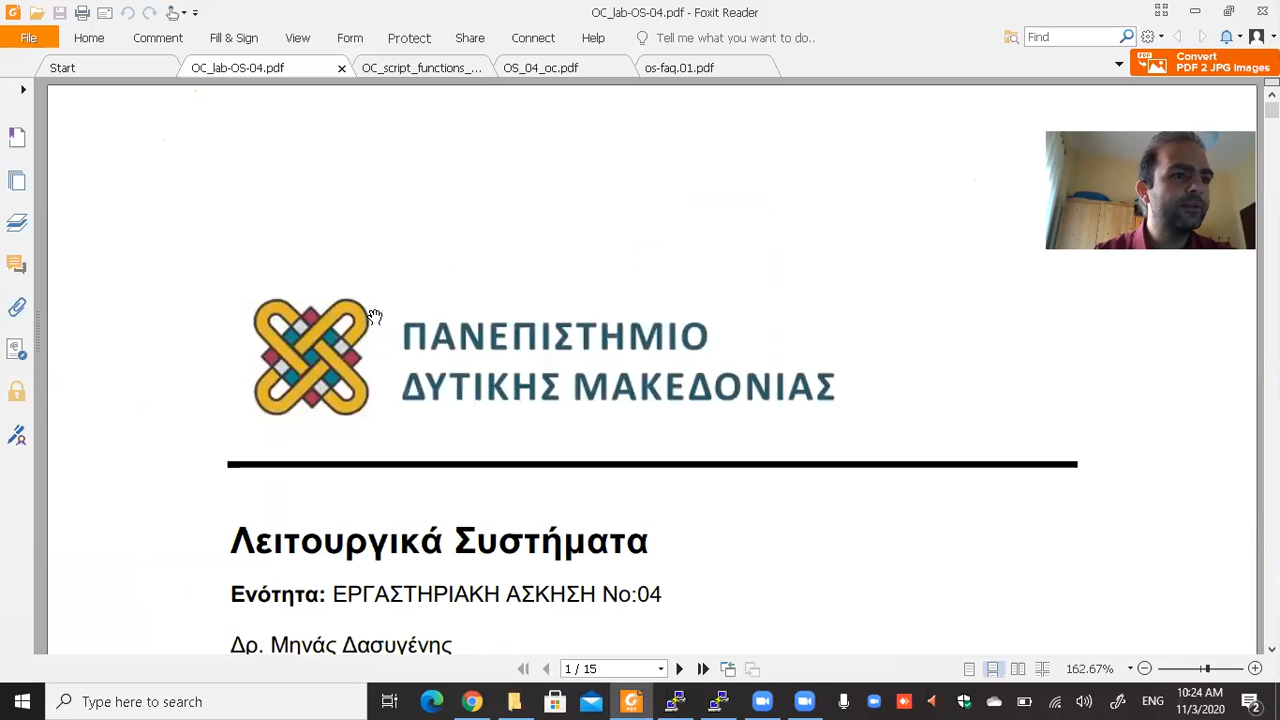 OC_lab-OS-04.pdf - Foxit Reader
File Home Comment Fill & Sign View Form Protect Share Connect Help Tell me what you want to do.. Find
Start OC_lab-OS-04.pdf OC_script_functions_... OS_04_oc.pdf os-faq.01.pdf
Convert
PDF 2 JPG Images
ΠΑΝΕΠΙΣΤΗΜΙΟ
ΔΥΤΙΚΗΣ ΜΑΚΕΔΟΝΙΑΣ
Λειτουργικά Συστήματα
Ενότητα: ΕΡΓΑΣΤΗΡΙΑΚΗ ΑΣΚΗΣΗ Νο:04
Δρ. Μηνάς Δασυγένης
1 / 15 162.67%
Type here to search ENG 10:24 AM
11/3/2020 2